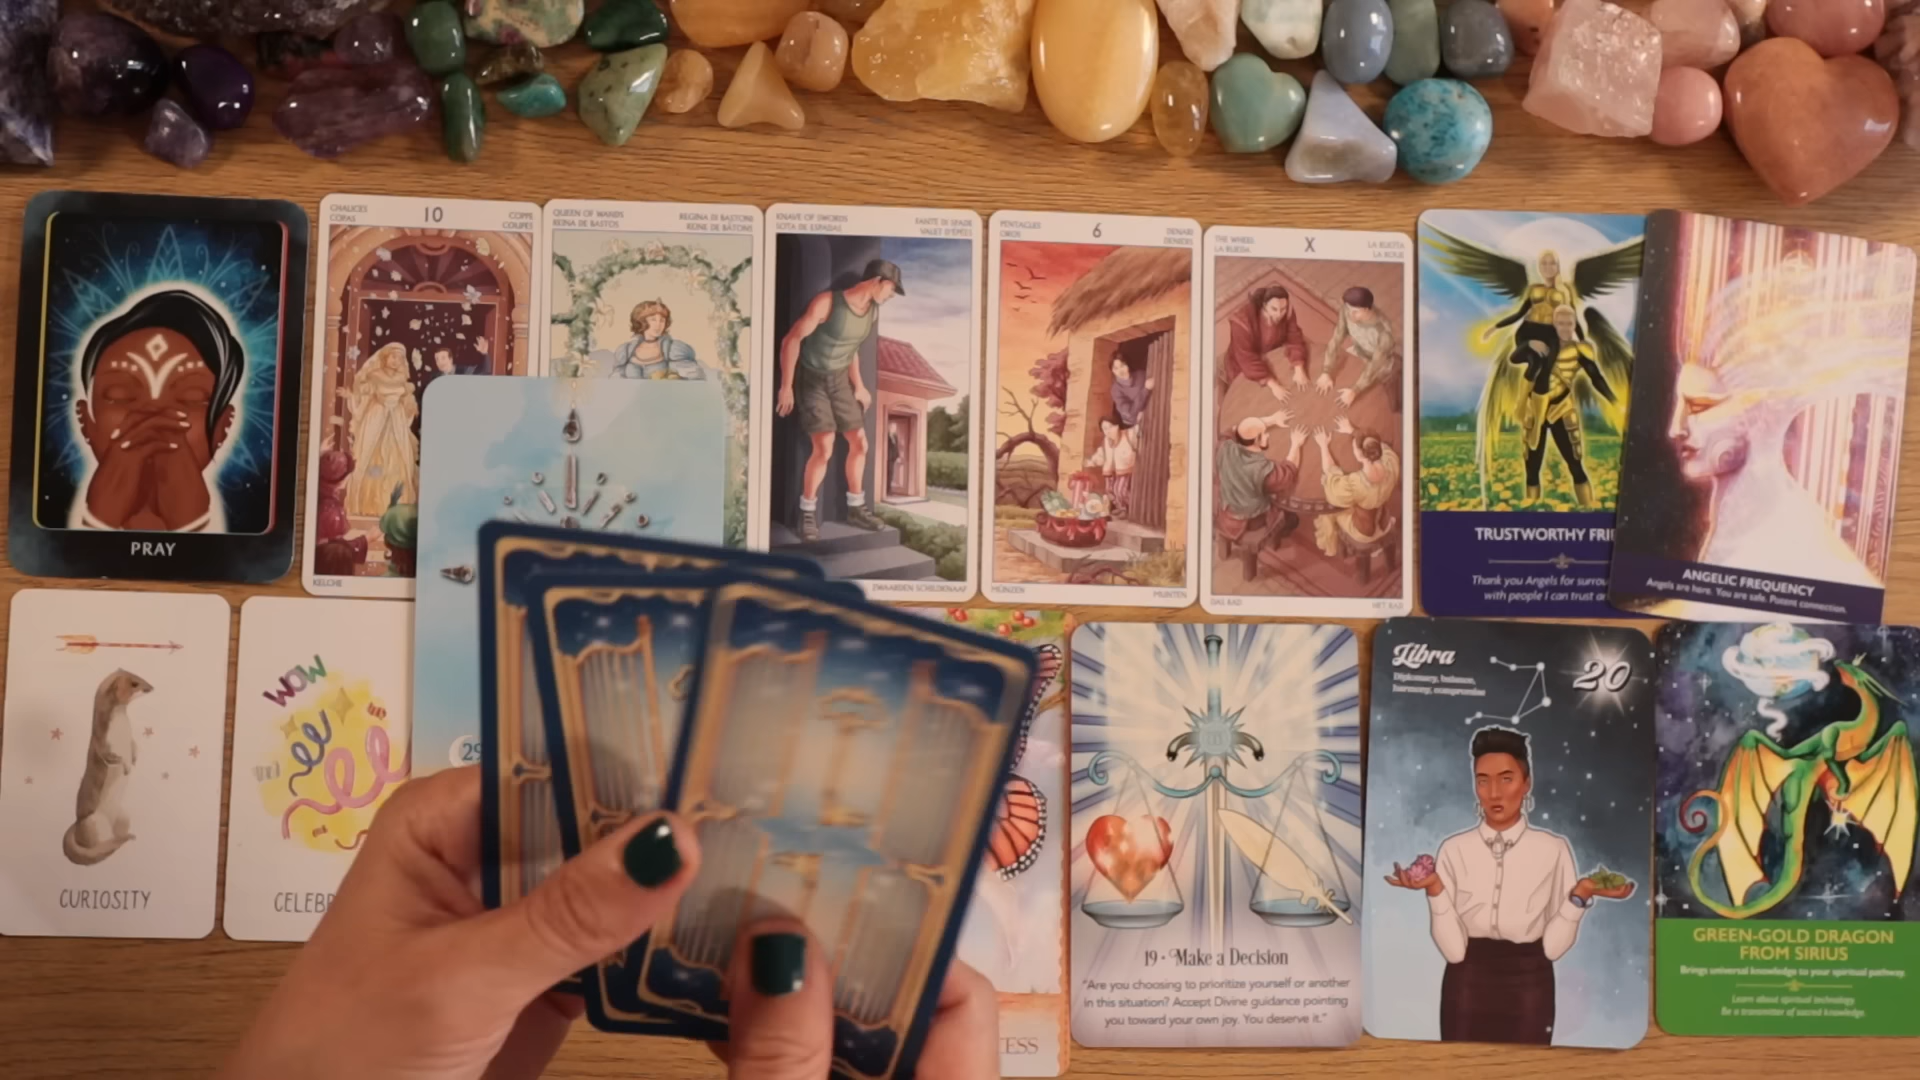 PRAY
CHALICES
COPAS
10
COPPE
COUPES
KELCHE
QUEEN OF WANDS
REINA DE BASTOS
REGINA DI BASTONI
REINE DE BÂTONS
KNAVE OF SWORDS
SOTA DE ESPADAS
FANTE DI SPADE
VALET D'ÉPÉES
ZWAARDEN SCHILDKNAAP
PENTACLES
OROS
6
DENARI
DENIERS
MÜNZEN
MUNTEN
THE WHEEL
LA RUEDA
X
LA RUOTA
LA ROUE
DAS RAD
HET RAD
TRUSTWORTHY FRI
Thank you Angels for surrou
with people I can trust
ANGELIC FREQUENCY
Angels are here. You are safe. Potent connection.
CURIOSITY
WOW
CELEB
29
ESS
19 - Make a Decision
"Are you choosing to prioritize yourself or another
in this situation? Accept Divine guidance pointing
you toward your own joy. You deserve it."
Libra
Diplomacy, balance,
harmony, compromise
20
GREEN-GOLD DRAGON
FROM SIRIUS
Brings universal knowledge to your spiritual pathway.
Learn about spiritual technology.
Be a transmitter of sacred knowledge.